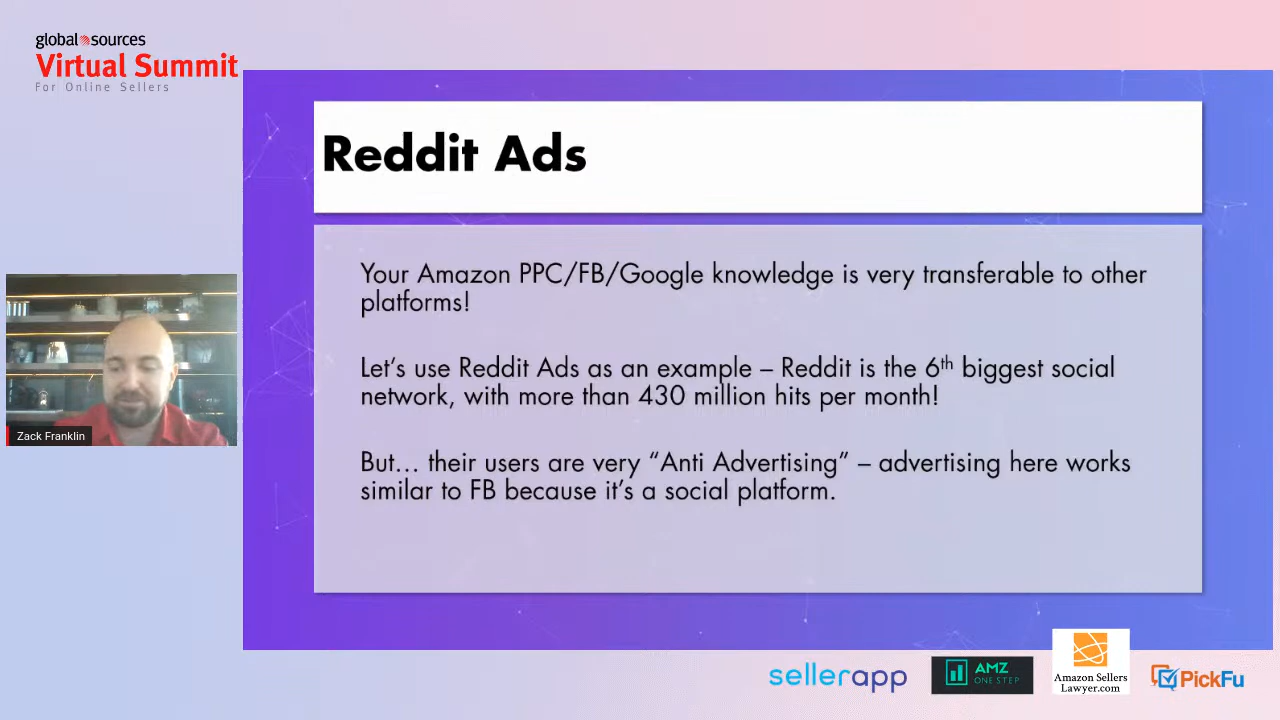 global sources
Virtual Summit
For Online Sellers
Reddit Ads
Your Amazon PPC/FB/Google knowledge is very transferable to other
platforms!
Let's use Reddit Ads as an example – Reddit is the 6th biggest social
network, with more than 430 million hits per month!
But... their users are very “Anti Advertising” – advertising here works
similar to FB because it's a social platform.
Zack Franklin
sellerapp
AMZ
ONE STEP
Amazon Sellers
Lawyer.com
PickFu